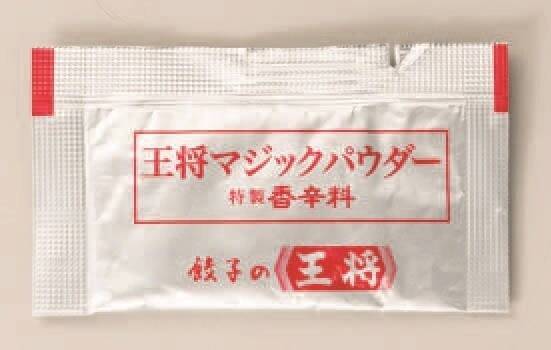 王将マジックパウダー
特製香辛料
餃子の王将